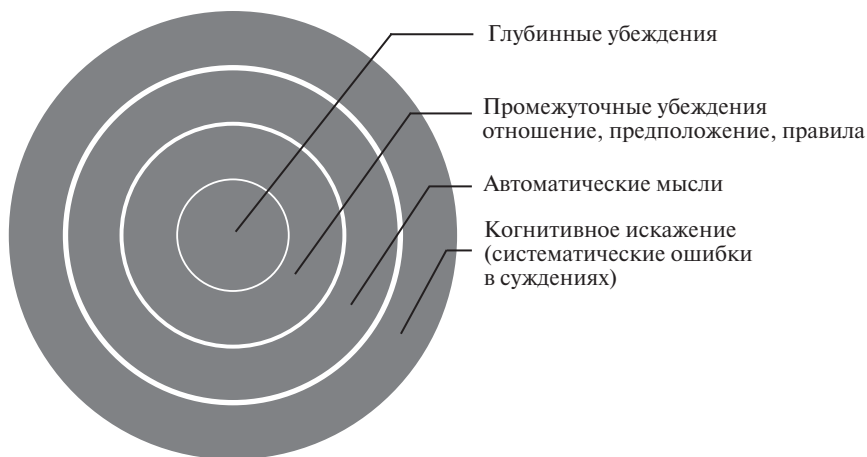 Глубинные убеждения
Промежуточные убеждения
отношение, предположение, правила
Автоматические мысли
Когнитивное искажение
(систематические ошибки
в суждениях)